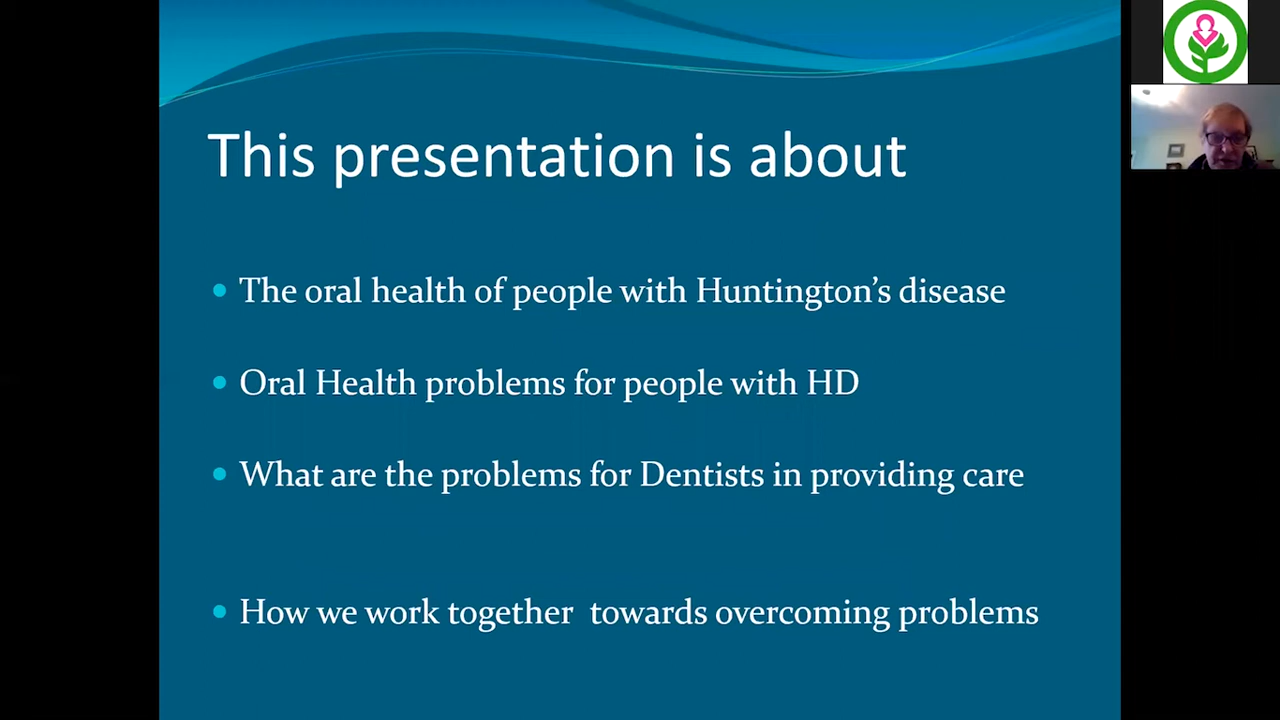 This presentation is about
The oral health of people with Huntington’s disease
Oral Health problems for people with HD
What are the problems for Dentists in providing care
How we work together  towards overcoming problems